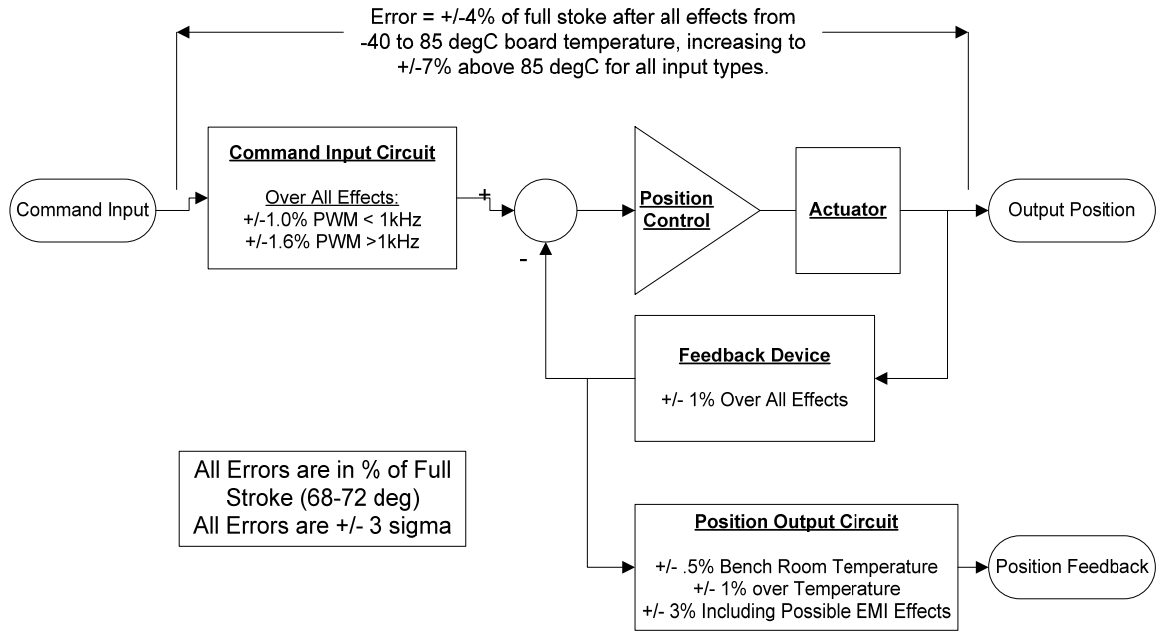 Error = +/-4% of full stoke after all effects from
-40 to 85 degC board temperature, increasing to
+/-7% above 85 degC for all input types.
Command Input
Command Input Circuit
Over All Effects:
+/-1.0% PWM < 1kHz
+/-1.6% PWM >1kHz
+
-
Position
Control
Actuator
Output Position
Feedback Device
+/- 1% Over All Effects
All Errors are in % of Full
Stroke (68-72 deg)
All Errors are +/- 3 sigma
Position Output Circuit
+/- .5% Bench Room Temperature
+/- 1% over Temperature
+/- 3% Including Possible EMI Effects
Position Feedback